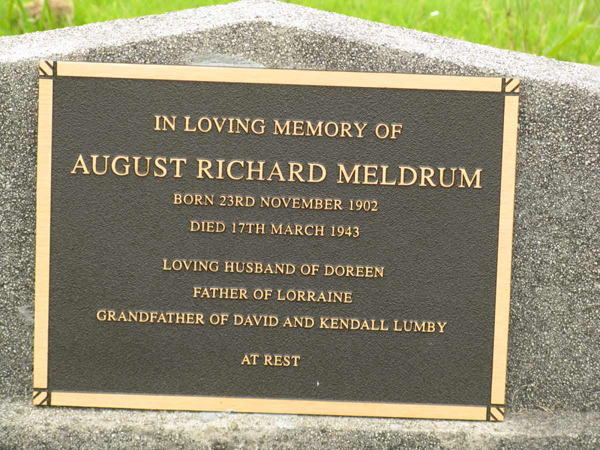 IN LOVING MEMORY OF
AUGUST RICHARD MELDRUM
BORN 23RD NOVEMBER 1902
DIED 17TH MARCH 1943
LOVING HUSBAND OF DOREEN
FATHER OF LORRAINE
GRANDFATHER OF DAVID AND KENDALL LUMBY
AT REST